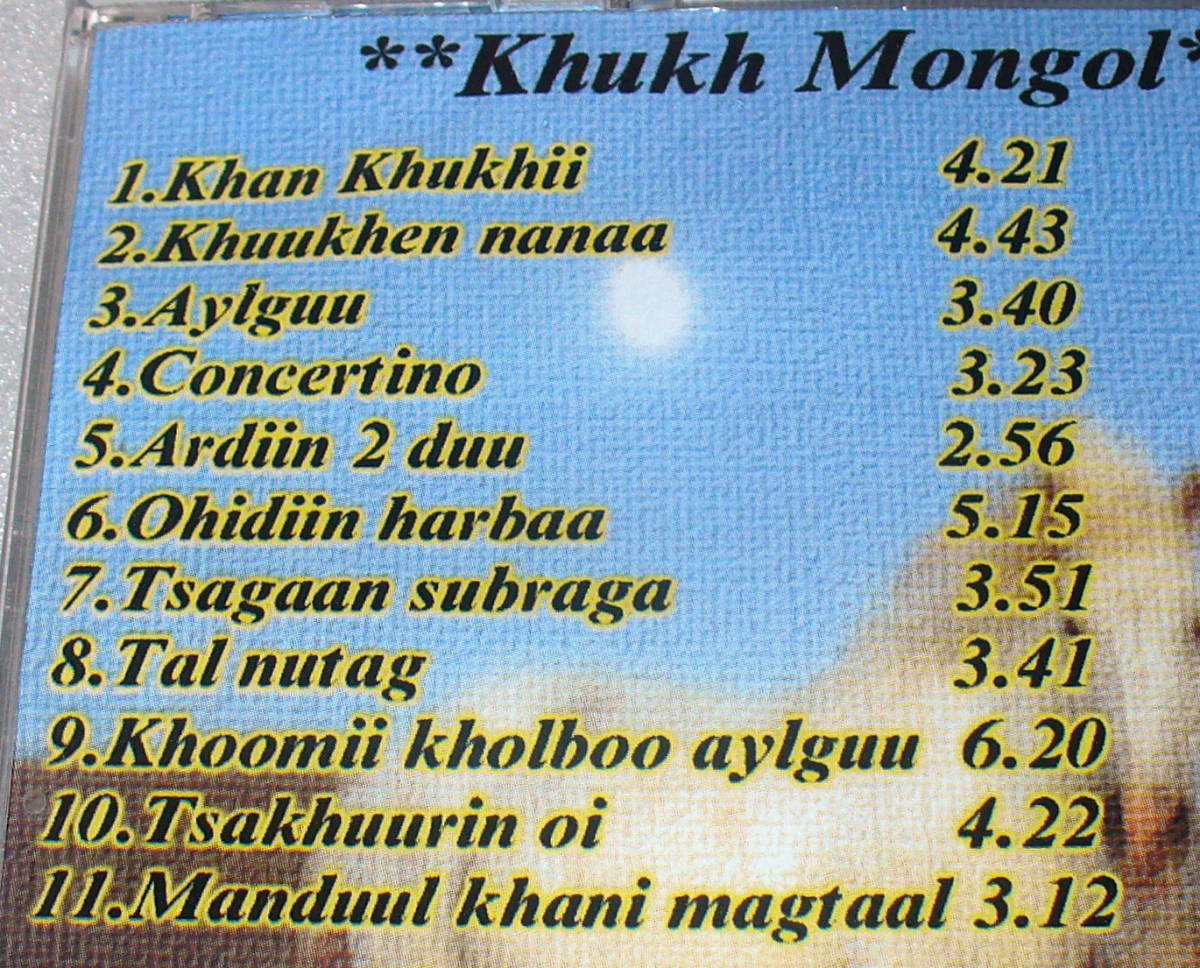 **Khukh Mongol*
1.Khan Khukhii 4.21
2.Khuukhen nanaa 4.43
3.Aylguu 3.40
4.Concertino 3.23
5.Ardiin 2 duu 2.56
6.Ohidiin harbaa 5.15
7.Tsagaan subraga 3.51
8.Tal nutag 3.41
9.Khoomii kholboo aylguu 6.20
10.Tsakhuurin oi 4.22
11.Manduul khani magtaal 3.12